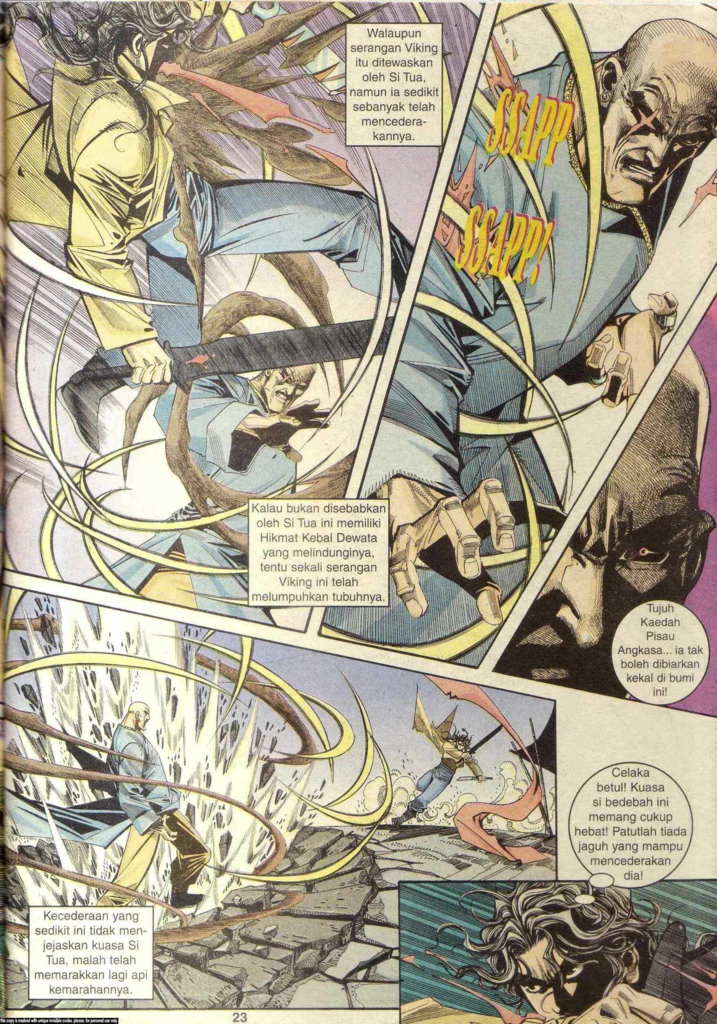 Walaupun
serangan Viking
itu ditewaskan
oleh Si Tua,
namun ia sedikit
sebanyak telah
mencedera-
kannya.
SSAPP
SSAPP!
Kalau bukan disebabkan
oleh Si Tua ini memiliki
Hikmat Kebal Dewata
yang melindunginya,
tentu sekali serangan
Viking ini telah
melumpuhkan tubuhnya.
Tujuh
Kaedah
Pisau
Angkasa... ia tak
boleh dibiarkan
kekal di bumi
ini!
Kecederaan yang
sedikit ini tidak men-
jejaskan kuasa Si
Tua, malah telah
memarakkan lagi api
kemarahannya.
Celaka
betul! Kuasa
si bedebah ini
memang cukup
hebat! Patutlah tiada
jaguh yang mampu
mencederakan
dia!
23